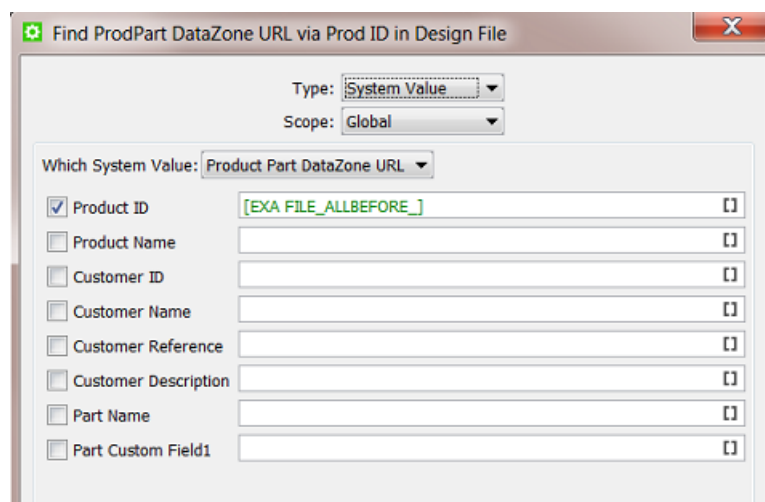 Find ProdPart DataZone URL via Prod ID in Design File
X
Type: System Value
Scope: Global
Which System Value: Product Part DataZone URL
Product ID [EXA FILE_ALLBEFORE_] []
Product Name []
Customer ID []
Customer Name []
Customer Reference []
Customer Description []
Part Name []
Part Custom Field1 []